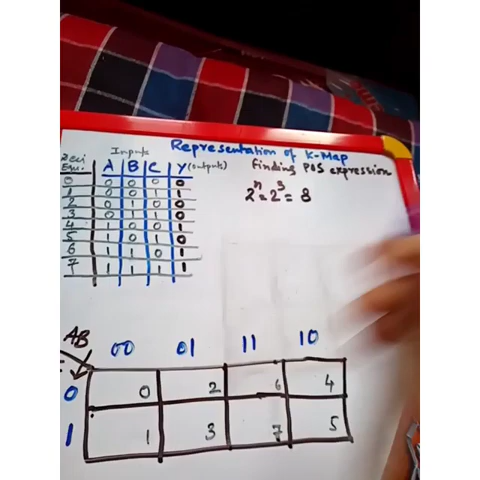 Representation of K-Map
Inputs
finding POS expression
Deci
Equ. A B C Y (outputs)
2ⁿ = 2³ = 8
0 0 0 0 0
1 0 0 1 1
2 0 1 0 0
3 0 1 1 0
4 1 0 0 1
5 1 0 1 0
6 1 1 0 1
7 1 1 1 1
AB 00 01 11 10
0 0 2 6 4
1 1 3 7 5